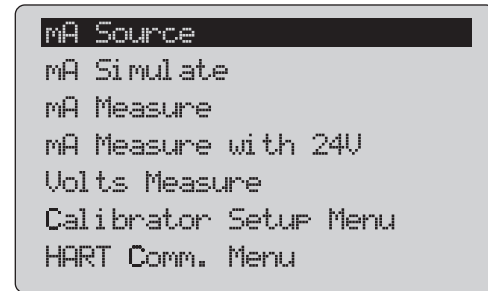 mA Source
mA Simulate
mA Measure
mA Measure with 24V
Volts Measure
Calibrator Setup Menu
HART Comm. Menu